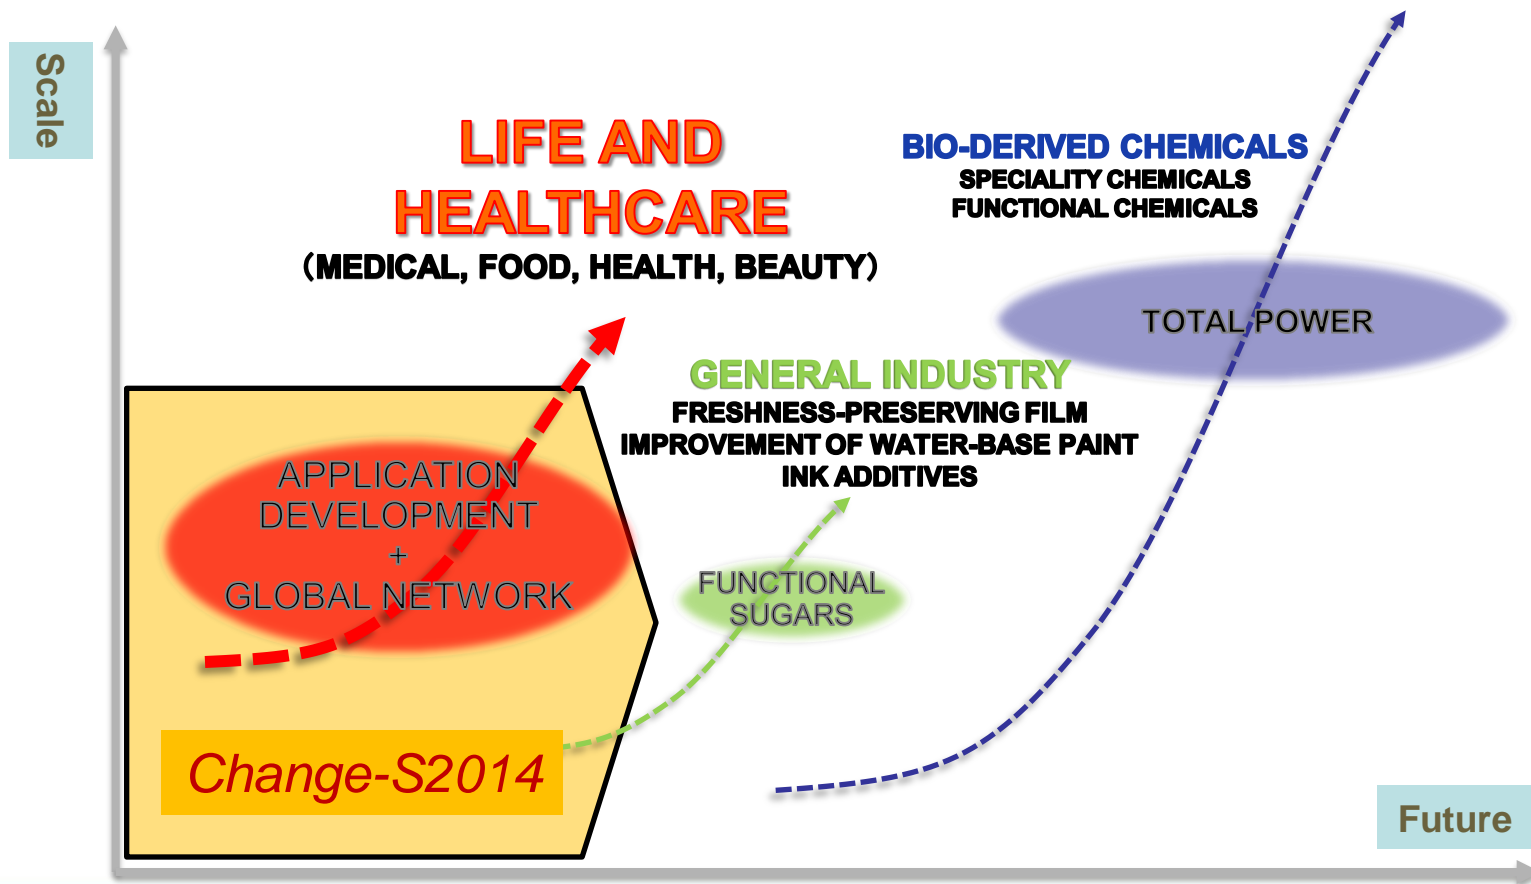 Scale
LIFE AND
HEALTHCARE
（MEDICAL, FOOD, HEALTH, BEAUTY）
BIO-DERIVED CHEMICALS
SPECIALITY CHEMICALS
FUNCTIONAL CHEMICALS
TOTAL POWER
GENERAL INDUSTRY
FRESHNESS-PRESERVING FILM
IMPROVEMENT OF WATER-BASE PAINT
INK ADDITIVES
APPLICATION
DEVELOPMENT
+
GLOBAL NETWORK
FUNCTIONAL
SUGARS
Change-S2014
Future